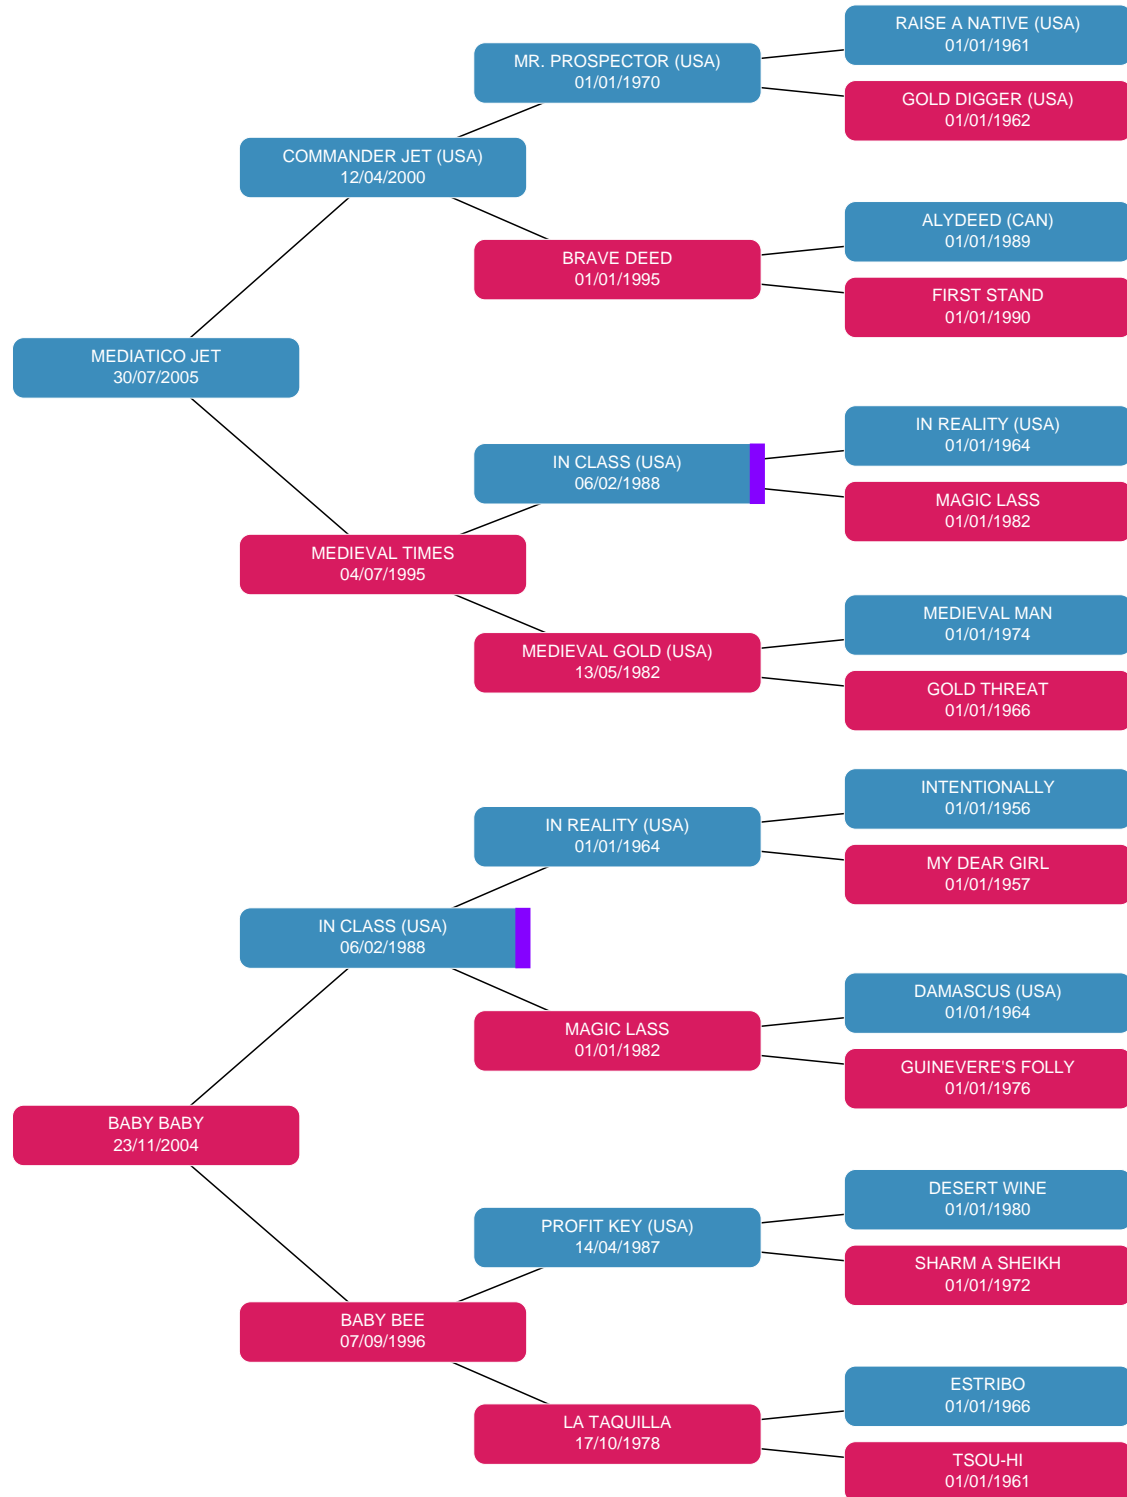 RAISE A NATIVE (USA)
01/01/1961
MR. PROSPECTOR (USA)
01/01/1970
GOLD DIGGER (USA)
01/01/1962
COMMANDER JET (USA)
12/04/2000
ALYDEED (CAN)
01/01/1989
BRAVE DEED
01/01/1995
FIRST STAND
01/01/1990
MEDIATICO JET
30/07/2005
IN REALITY (USA)
01/01/1964
IN CLASS (USA)
06/02/1988
MAGIC LASS
01/01/1982
MEDIEVAL TIMES
04/07/1995
MEDIEVAL MAN
01/01/1974
MEDIEVAL GOLD (USA)
13/05/1982
GOLD THREAT
01/01/1966
INTENTIONALLY
01/01/1956
IN REALITY (USA)
01/01/1964
MY DEAR GIRL
01/01/1957
IN CLASS (USA)
06/02/1988
DAMASCUS (USA)
01/01/1964
MAGIC LASS
01/01/1982
GUINEVERE'S FOLLY
01/01/1976
BABY BABY
23/11/2004
DESERT WINE
01/01/1980
PROFIT KEY (USA)
14/04/1987
SHARM A SHEIKH
01/01/1972
BABY BEE
07/09/1996
ESTRIBO
01/01/1966
LA TAQUILLA
17/10/1978
TSOU-HI
01/01/1961